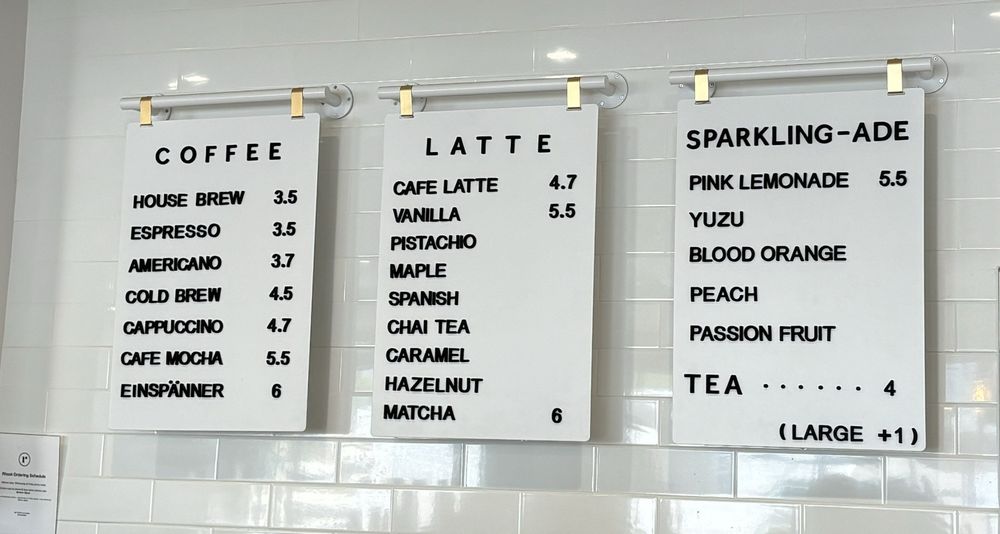 COFFEE
HOUSE BREW 3.5
ESPRESSO 3.5
AMERICANO 3.7
COLD BREW 4.5
CAPPUCCINO 4.7
CAFE MOCHA 5.5
EINSPÄNNER 6
LATTE
CAFE LATTE 4.7
VANILLA 5.5
PISTACHIO
MAPLE
SPANISH
CHAI TEA
CARAMEL
HAZELNUT
MATCHA 6
SPARKLING-ADE
PINK LEMONADE 5.5
YUZU
BLOOD ORANGE
PEACH
PASSION FRUIT
TEA ······ 4
(LARGE +1)
r
Ordering Schedule